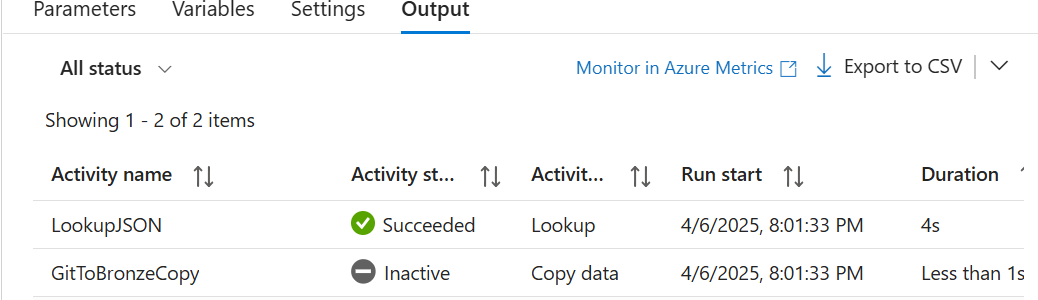 Parameters Variables Settings Output
All status Monitor in Azure Metrics Export to CSV
Showing 1 - 2 of 2 items
Activity name Activity st... Activit... Run start Duration
LookupJSON Succeeded Lookup 4/6/2025, 8:01:33 PM 4s
GitToBronzeCopy Inactive Copy data 4/6/2025, 8:01:33 PM Less than 1s